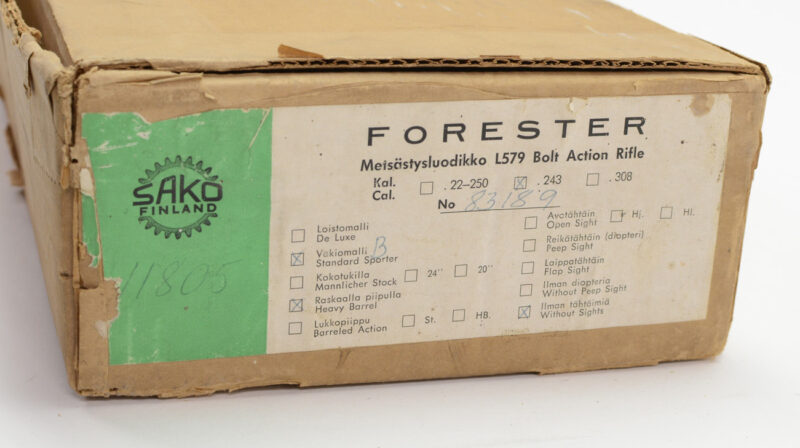 SAKO
FINLAND
11806
FORESTER
Metsästysluodikko L579 Bolt Action Rifle
Kal.
Cal.
☐ .22-250 ☒ .243 ☐ .308
No 83189
☐ Loistomalli
De Luxe
☒ Vakiomalli B
Standard Sporter
☐ Kokotukilla
Mannlicher Stock ☐ 24" ☐ 20"
☒ Raskaalla piipulla
Heavy Barrel
☐ Lukkopiippu
Barreled Action ☐ St. ☐ HB.
☐ Avotähtäin
Open Sight ☐ Hj. ☐ Hl.
☐ Reikätähtäin (diopteri)
Peep Sight
☐ Laippatähtäin
Flap Sight
☐ Ilman diopteria
Without Peep Sight
☒ Ilman tähtäimiä
Without Sights